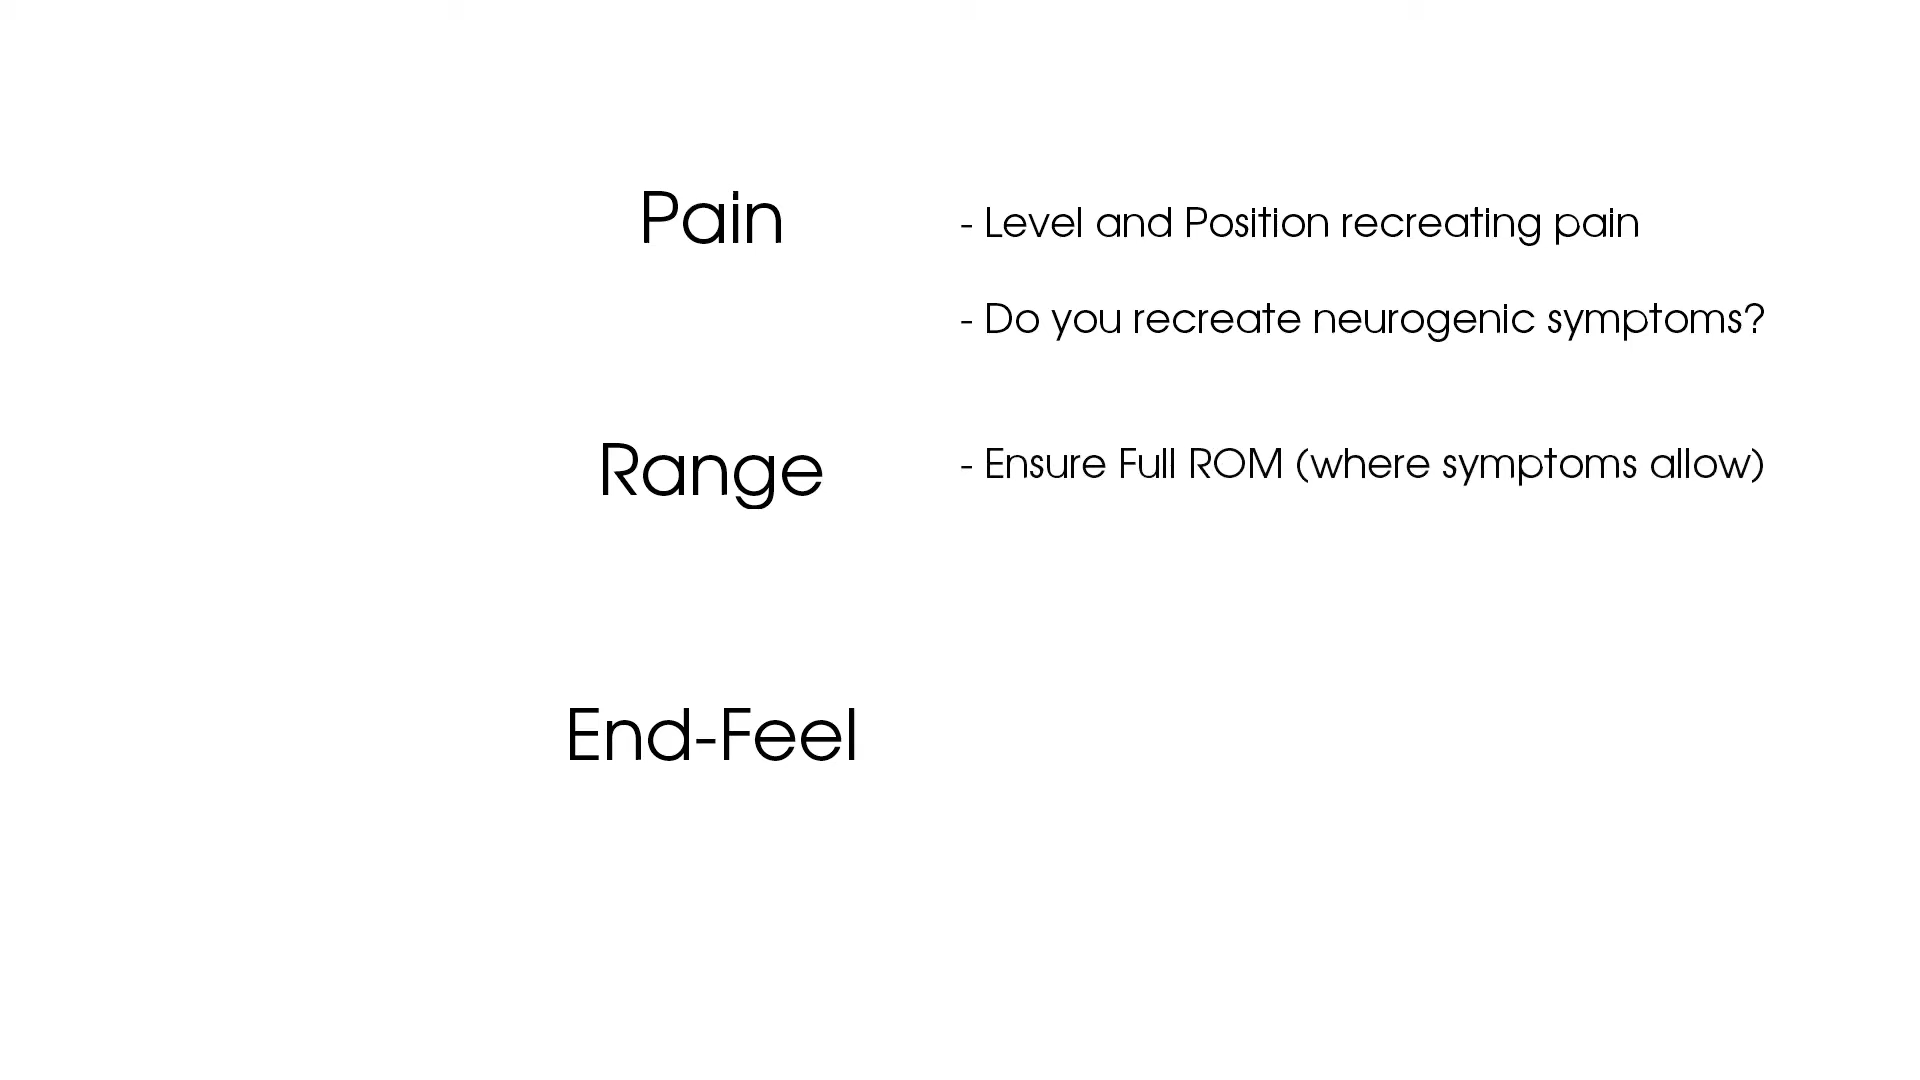 Pain
- Level and Position recreating pain
- Do you recreate neurogenic symptoms?
Range
- Ensure Full ROM (where symptoms allow)
End-Feel